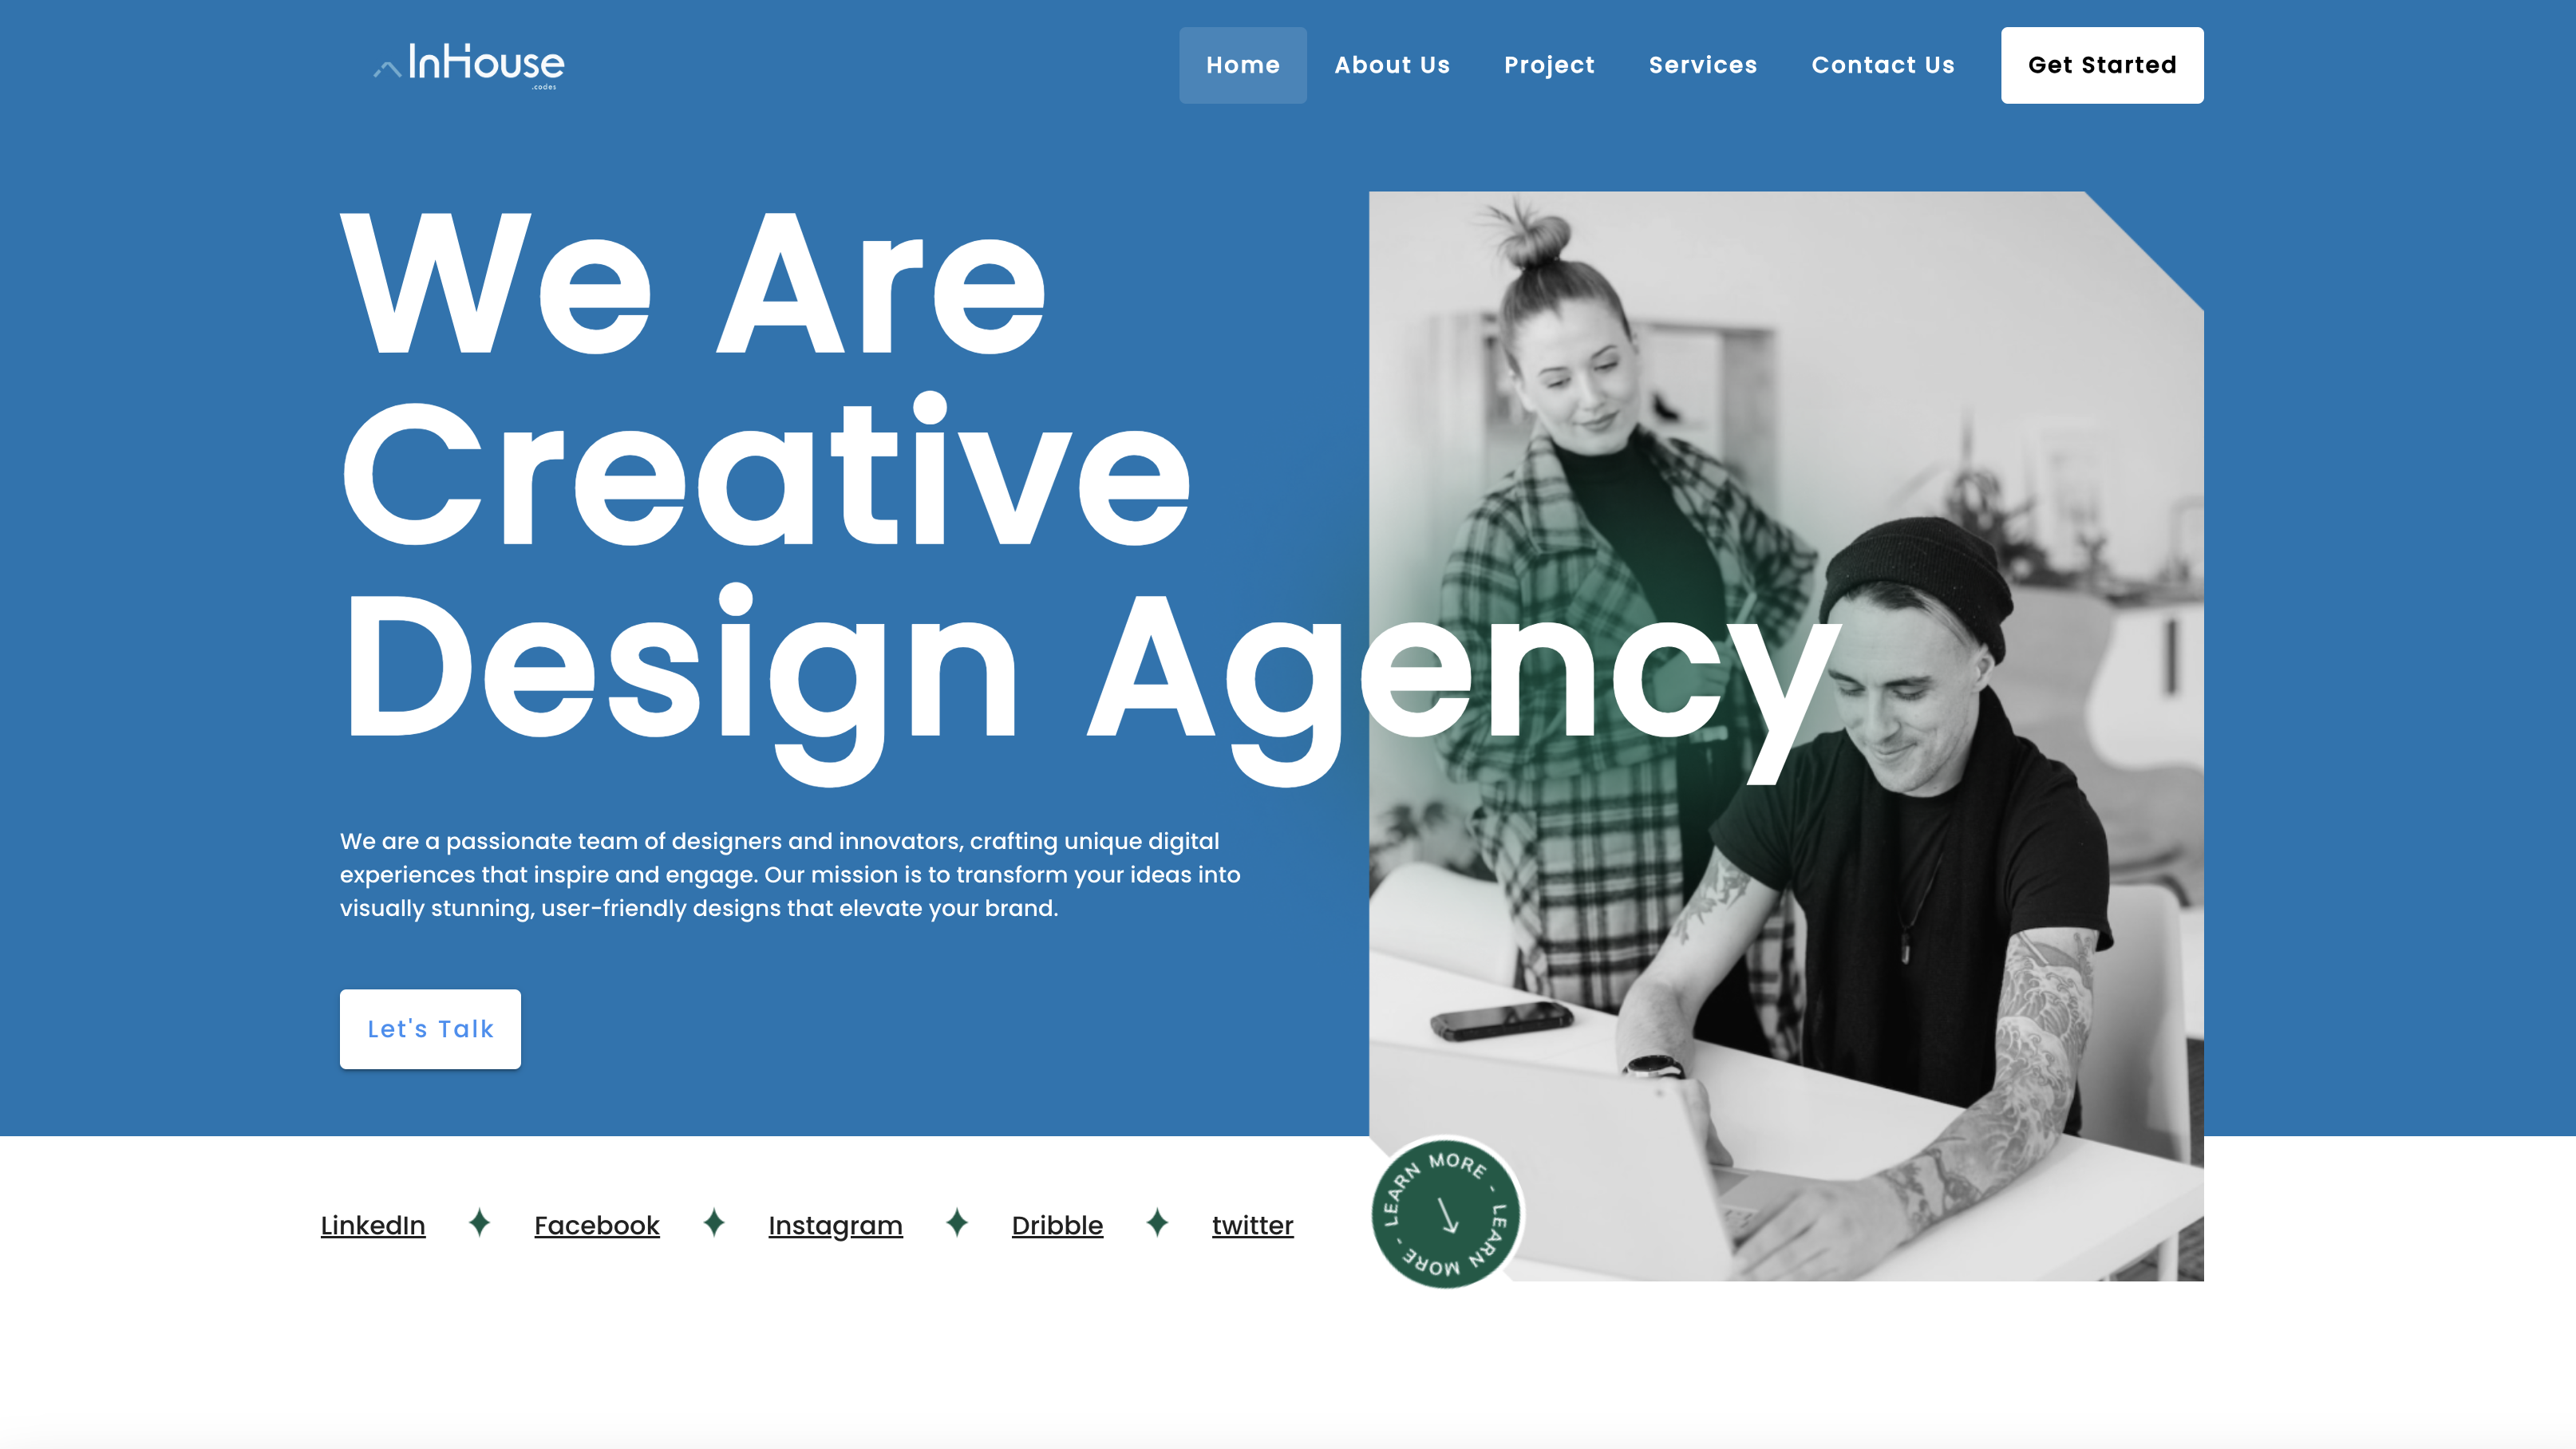 InHouse
.codes
Home
About Us
Project
Services
Contact Us
Get Started
We Are
Creative
Design Agency
We are a passionate team of designers and innovators, crafting unique digital
experiences that inspire and engage. Our mission is to transform your ideas into
visually stunning, user-friendly designs that elevate your brand.
Let's Talk
LinkedIn
Facebook
Instagram
Dribble
twitter
LEARN MORE - LEARN MORE -